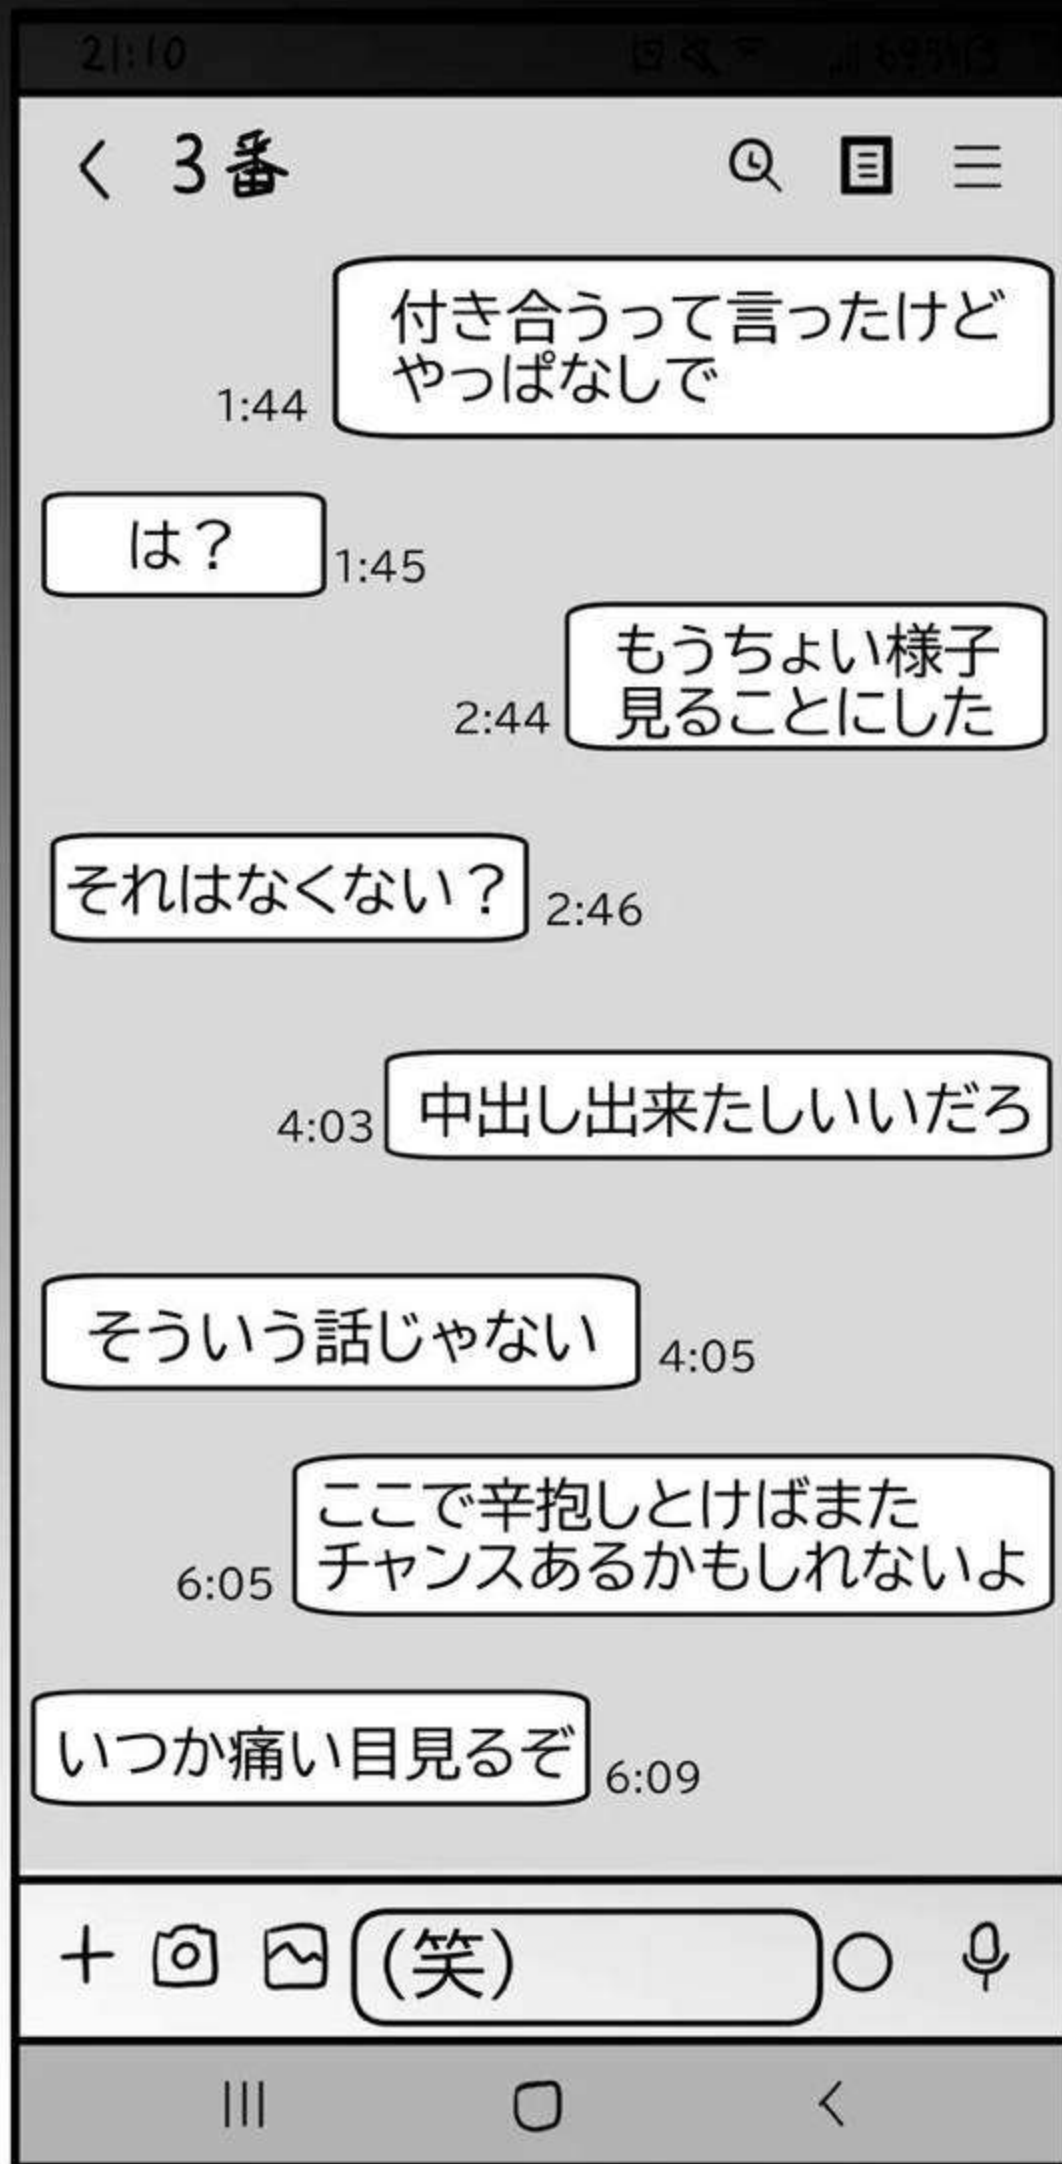 21:10
3番
付き合うって言ったけど
やっぱなしで
1:44
は？
1:45
もうちょい様子
見ることにした
2:44
それはなくない？
2:46
中出し出来たしいいだろ
4:03
そういう話じゃない
4:05
ここで辛抱しとけばまた
チャンスあるかもしれないよ
6:05
いつか痛い目見るぞ
6:09
(笑)